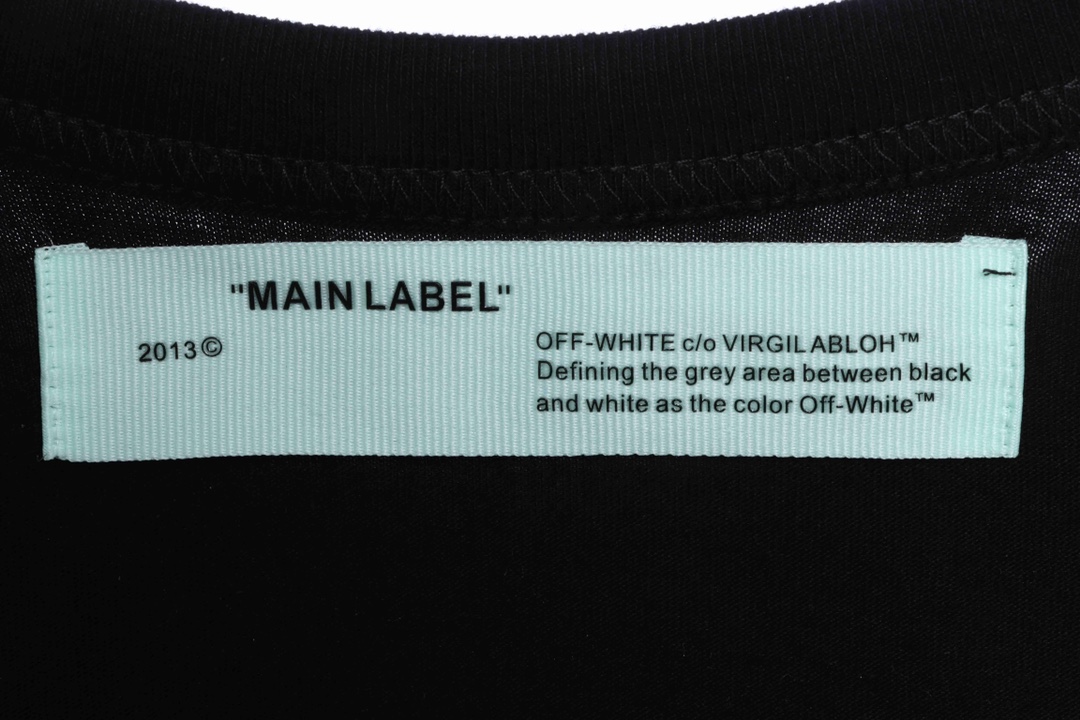 "MAIN LABEL"
2013©
OFF-WHITE c/o VIRGIL ABLOH™
Defining the grey area between black
and white as the color Off-White™